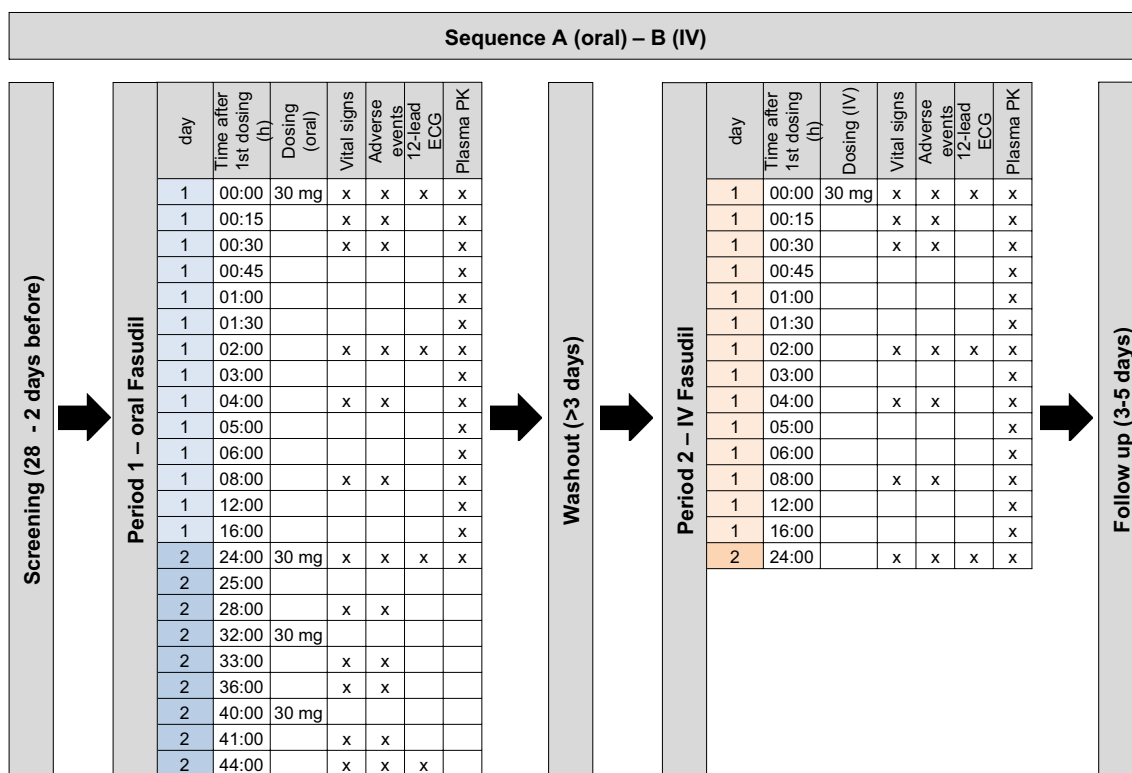 Sequence A (oral) – B (IV)
Screening (28 - 2 days before)
Period 1 – oral Fasudil
day Time after 1st dosing (h) Dosing (oral) Vital signs Adverse events 12-lead ECG Plasma PK
1 00:00 30 mg x x x x
1 00:15 x x x
1 00:30 x x x
1 00:45 x
1 01:00 x
1 01:30 x
1 02:00 x x x x
1 03:00 x
1 04:00 x x x
1 05:00 x
1 06:00 x
1 08:00 x x x
1 12:00 x
1 16:00 x
2 24:00 30 mg x x x x
2 25:00
2 28:00 x x
2 32:00 30 mg
2 33:00 x x
2 36:00 x x
2 40:00 30 mg
2 41:00 x x
2 44:00 x x x
Washout (>3 days)
Period 2 – IV Fasudil
day Time after 1st dosing (h) Dosing (IV) Vital signs Adverse events 12-lead ECG Plasma PK
1 00:00 30 mg x x x x
1 00:15 x x x
1 00:30 x x x
1 00:45 x
1 01:00 x
1 01:30 x
1 02:00 x x x x
1 03:00 x
1 04:00 x x x
1 05:00 x
1 06:00 x
1 08:00 x x x
1 12:00 x
1 16:00 x
2 24:00 x x x x
Follow up (3-5 days)